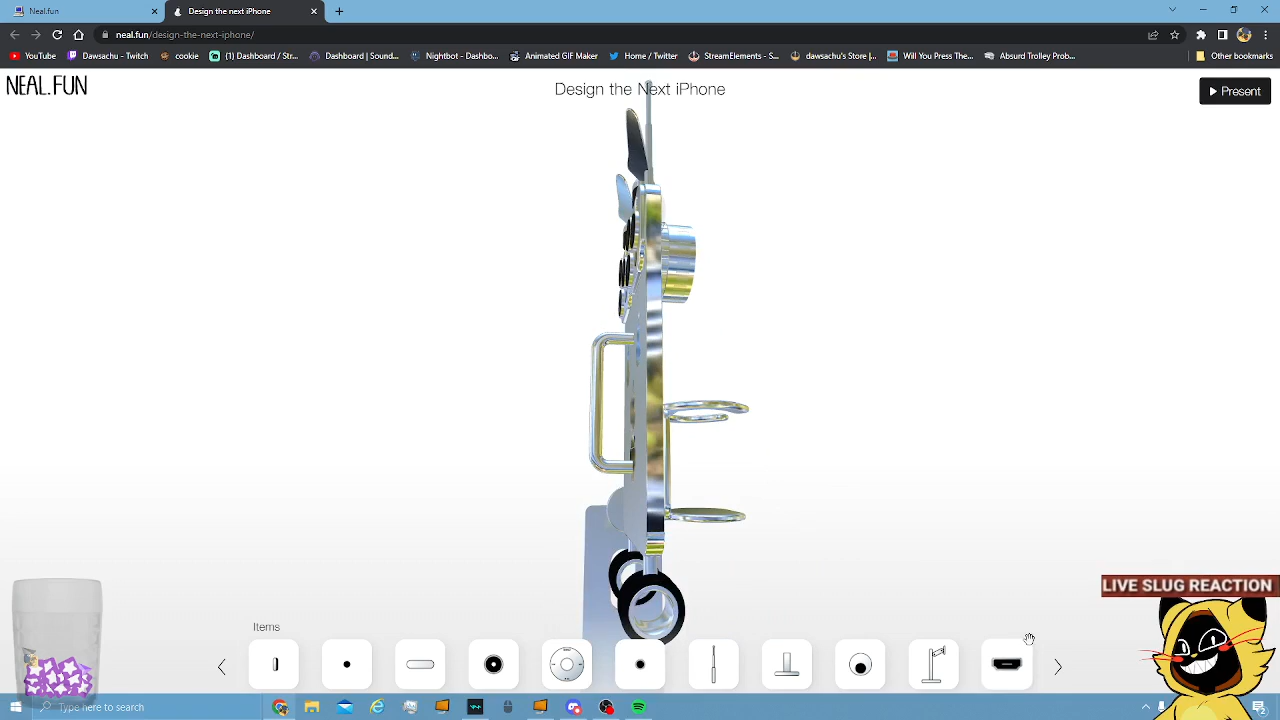 Neal.fun
Design the next iPhone
neal.fun/design-the-next-iphone/
YouTube
Dawsachu - Twitch
cookie
(1) Dashboard / Str...
Dashboard | Sound...
Nightbot - Dashbo...
Animated GIF Maker
Home / Twitter
StreamElements - S...
dawsachu's Store |...
Will You Press The...
Absurd Trolley Prob...
Other bookmarks
NEAL.FUN
Design the Next iPhone
Present
LIVE SLUG REACTION
Items
Type here to search